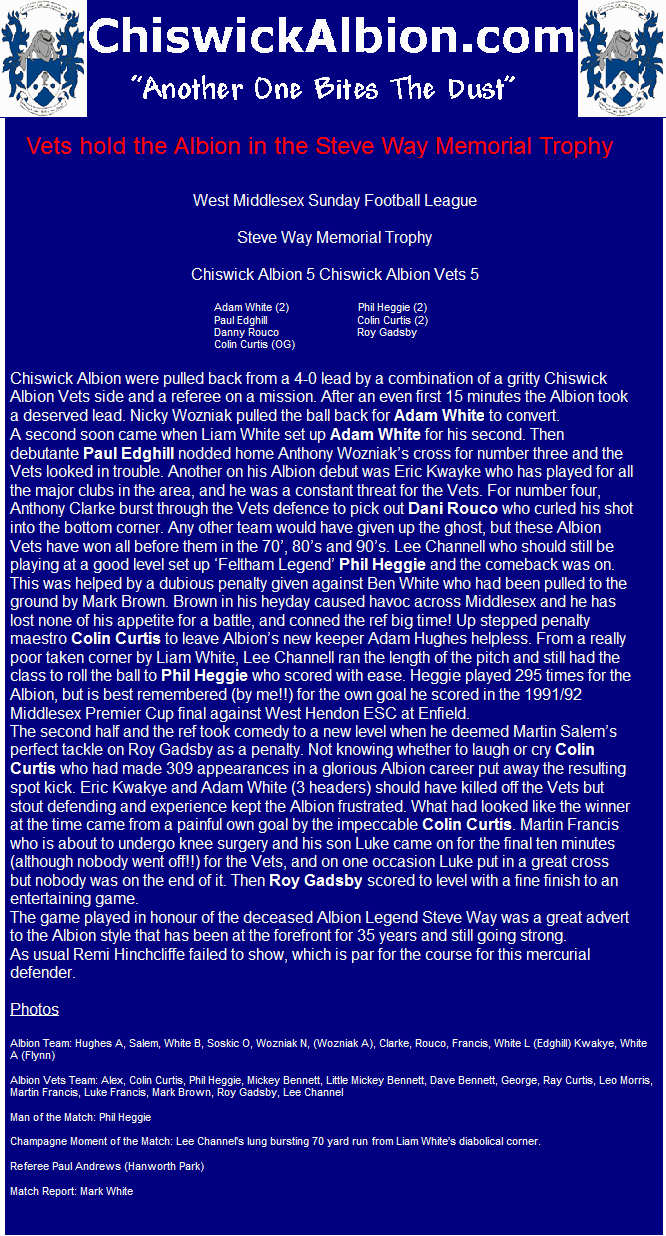 ChiswickAlbion.com
"Another One Bites The Dust"
Vets hold the Albion in the Steve Way Memorial Trophy
West Middlesex Sunday Football League
Steve Way Memorial Trophy
Chiswick Albion 5 Chiswick Albion Vets 5
Adam White (2) Phil Heggie (2)
Paul Edghill Colin Curtis (2)
Danny Rouco Roy Gadsby
Colin Curtis (OG)
Chiswick Albion were pulled back from a 4-0 lead by a combination of a gritty Chiswick
Albion Vets side and a referee on a mission. After an even first 15 minutes the Albion took
a deserved lead. Nicky Wozniak pulled the ball back for Adam White to convert.
A second soon came when Liam White set up Adam White for his second. Then
debutante Paul Edghill nodded home Anthony Wozniak's cross for number three and the
Vets looked in trouble. Another on his Albion debut was Eric Kwayke who has played for all
the major clubs in the area, and he was a constant threat for the Vets. For number four,
Anthony Clarke burst through the Vets defence to pick out Dani Rouco who curled his shot
into the bottom corner. Any other team would have given up the ghost, but these Albion
Vets have won all before them in the 70', 80's and 90's. Lee Channell who should still be
playing at a good level set up 'Feltham Legend' Phil Heggie and the comeback was on.
This was helped by a dubious penalty given against Ben White who had been pulled to the
ground by Mark Brown. Brown in his heyday caused havoc across Middlesex and he has
lost none of his appetite for a battle, and conned the ref big time! Up stepped penalty
maestro Colin Curtis to leave Albion's new keeper Adam Hughes helpless. From a really
poor taken corner by Liam White, Lee Channell ran the length of the pitch and still had the
class to roll the ball to Phil Heggie who scored with ease. Heggie played 295 times for the
Albion, but is best remembered (by me!!) for the own goal he scored in the 1991/92
Middlesex Premier Cup final against West Hendon ESC at Enfield.
The second half and the ref took comedy to a new level when he deemed Martin Salem's
perfect tackle on Roy Gadsby as a penalty. Not knowing whether to laugh or cry Colin
Curtis who had made 309 appearances in a glorious Albion career put away the resulting
spot kick. Eric Kwakye and Adam White (3 headers) should have killed off the Vets but
stout defending and experience kept the Albion frustrated. What had looked like the winner
at the time came from a painful own goal by the impeccable Colin Curtis. Martin Francis
who is about to undergo knee surgery and his son Luke came on for the final ten minutes
(although nobody went off!!) for the Vets, and on one occasion Luke put in a great cross
but nobody was on the end of it. Then Roy Gadsby scored to level with a fine finish to an
entertaining game.
The game played in honour of the deceased Albion Legend Steve Way was a great advert
to the Albion style that has been at the forefront for 35 years and still going strong.
As usual Remi Hinchcliffe failed to show, which is par for the course for this mercurial
defender.
Photos
Albion Team: Hughes A, Salem, White B, Soskic O, Wozniak N, (Wozniak A), Clarke, Rouco, Francis, White L (Edghill) Kwakye, White
A (Flynn)
Albion Vets Team: Alex, Colin Curtis, Phil Heggie, Mickey Bennett, Little Mickey Bennett, Dave Bennett, George, Ray Curtis, Leo Morris,
Martin Francis, Luke Francis, Mark Brown, Roy Gadsby, Lee Channel
Man of the Match: Phil Heggie
Champagne Moment of the Match: Lee Channel's lung bursting 70 yard run from Liam White's diabolical corner.
Referee Paul Andrews (Hanworth Park)
Match Report: Mark White